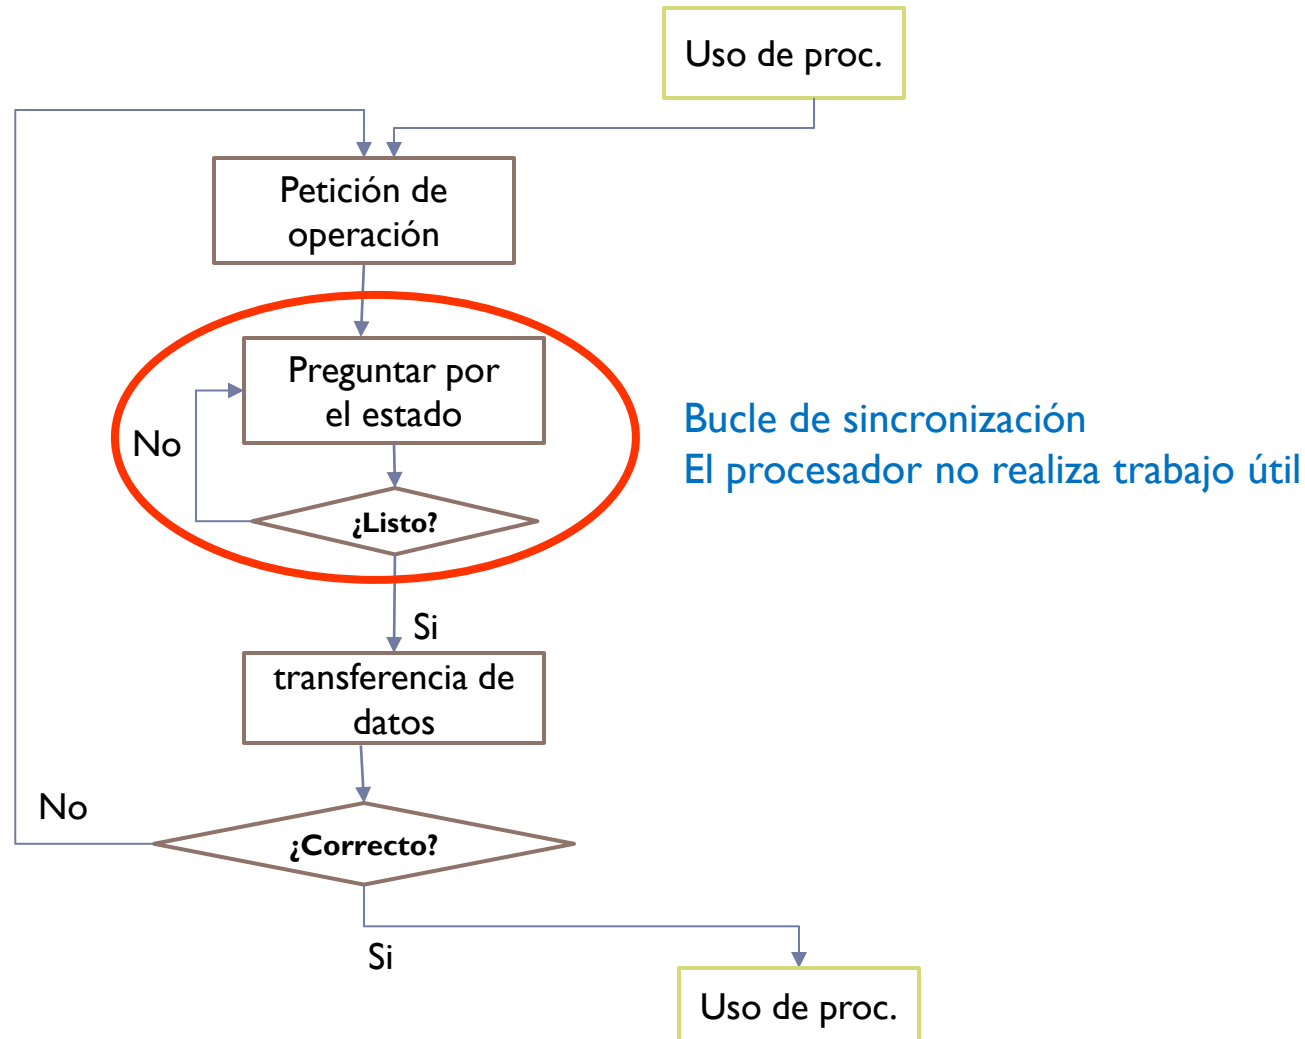 Uso de proc.
Petición de
operación
Preguntar por
el estado
No
¿Listo?
Bucle de sincronización
El procesador no realiza trabajo útil
Si
transferencia de
datos
No
¿Correcto?
Si
Uso de proc.